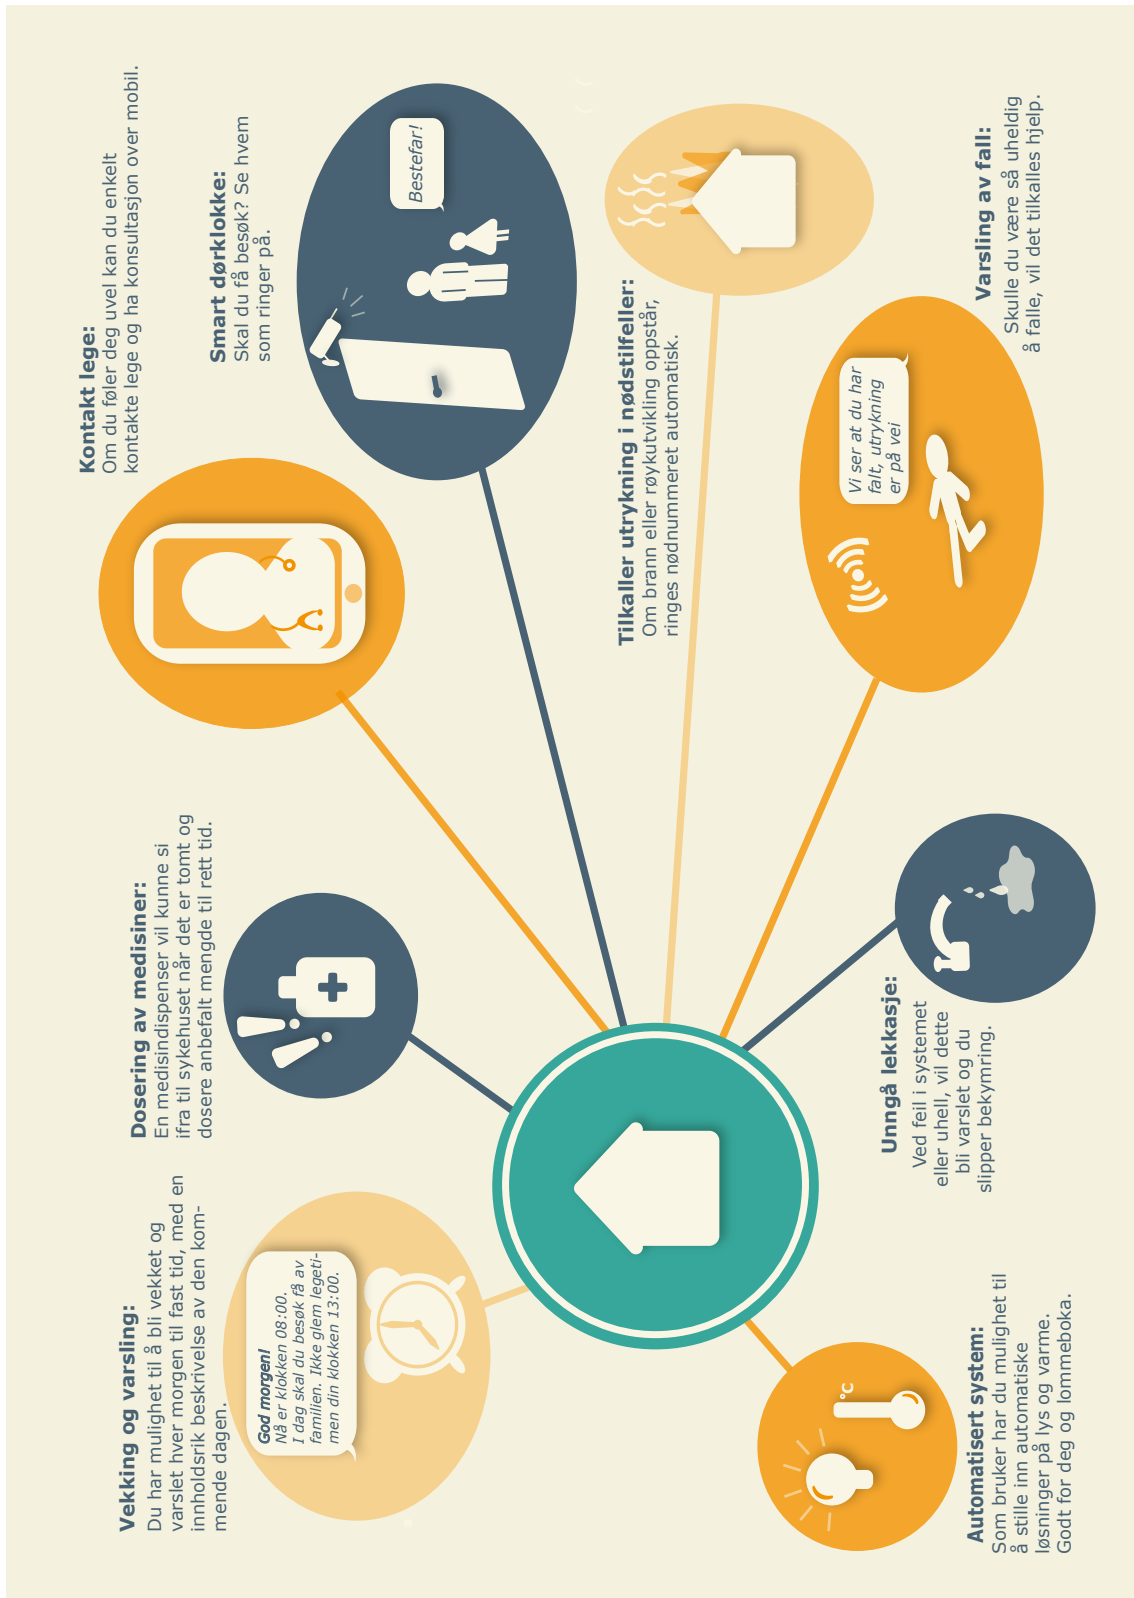 Vekking og varsling:
Du har mulighet til å bli vekket og
varslet hver morgen til fast tid, med en
innholdsrik beskrivelse av den kom-
mende dagen.
God morgen!
Nå er klokken 08:00.
I dag skal du besøk få av
familien. Ikke glem legeti-
men din klokken 13:00.
Dosering av medisiner:
En medisindispenser vil kunne si
ifra til sykehuset når det er tomt og
dosere anbefalt mengde til rett tid.
Kontakt lege:
Om du føler deg uvel kan du enkelt
kontakte lege og ha konsultasjon over mobil.
Smart dørklokke:
Skal du få besøk? Se hvem
som ringer på.
Bestefar!
Tilkaller utrykning i nødstilfeller:
Om brann eller røykutvikling oppstår,
ringes nødnummeret automatisk.
Varsling av fall:
Skulle du være så uheldig
å falle, vil det tilkalles hjelp.
Vi ser at du har
falt, utrykning
er på vei
Unngå lekkasje:
Ved feil i systemet
eller uhell, vil dette
bli varslet og du
slipper bekymring.
Automatisert system:
Som bruker har du mulighet til
å stille inn automatiske
løsninger på lys og varme.
Godt for deg og lommeboka.
°C